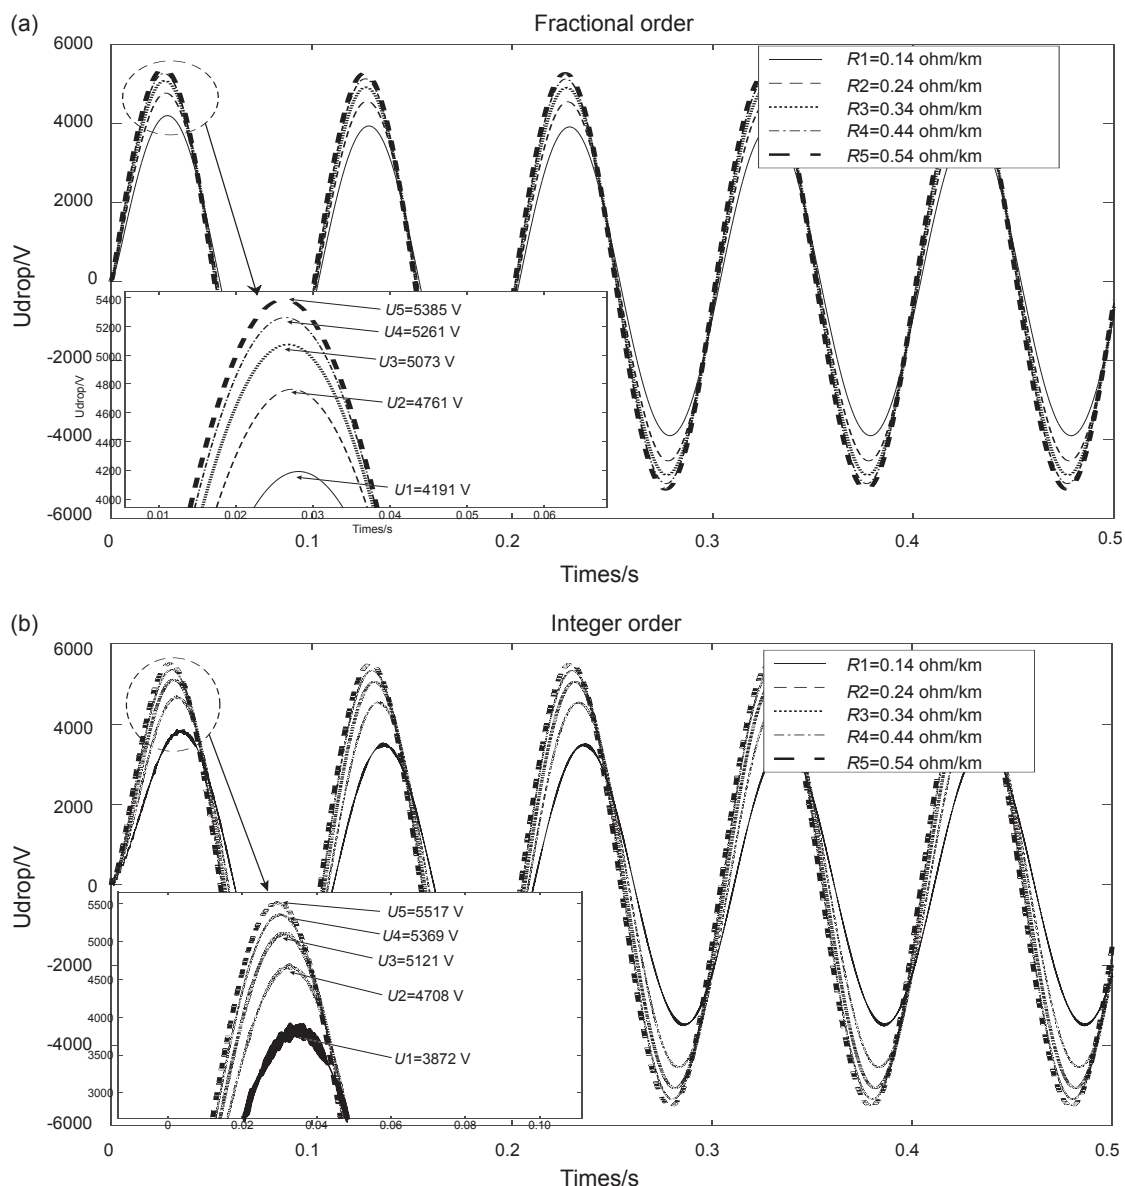 (a)
Fractional order
6000
4000
2000
0
-2000
-4000
-6000
Udrop/V
R1=0.14 ohm/km
R2=0.24 ohm/km
R3=0.34 ohm/km
R4=0.44 ohm/km
R5=0.54 ohm/km
5400
5200
5000
4800
4600
4400
4200
4000
Udrop/V
U5=5385 V
U4=5261 V
U3=5073 V
U2=4761 V
U1=4191 V
0.01 0.02 0.03 0.04 0.05 0.06
Times/s
0 0.1 0.2 0.3 0.4 0.5
Times/s
(b)
Integer order
6000
4000
2000
0
-2000
-4000
-6000
Udrop/V
R1=0.14 ohm/km
R2=0.24 ohm/km
R3=0.34 ohm/km
R4=0.44 ohm/km
R5=0.54 ohm/km
5500
5000
4500
4000
3500
3000
U5=5517 V
U4=5369 V
U3=5121 V
U2=4708 V
U1=3872 V
0 0.02 0.04 0.06 0.08 0.10
0 0.1 0.2 0.3 0.4 0.5
Times/s